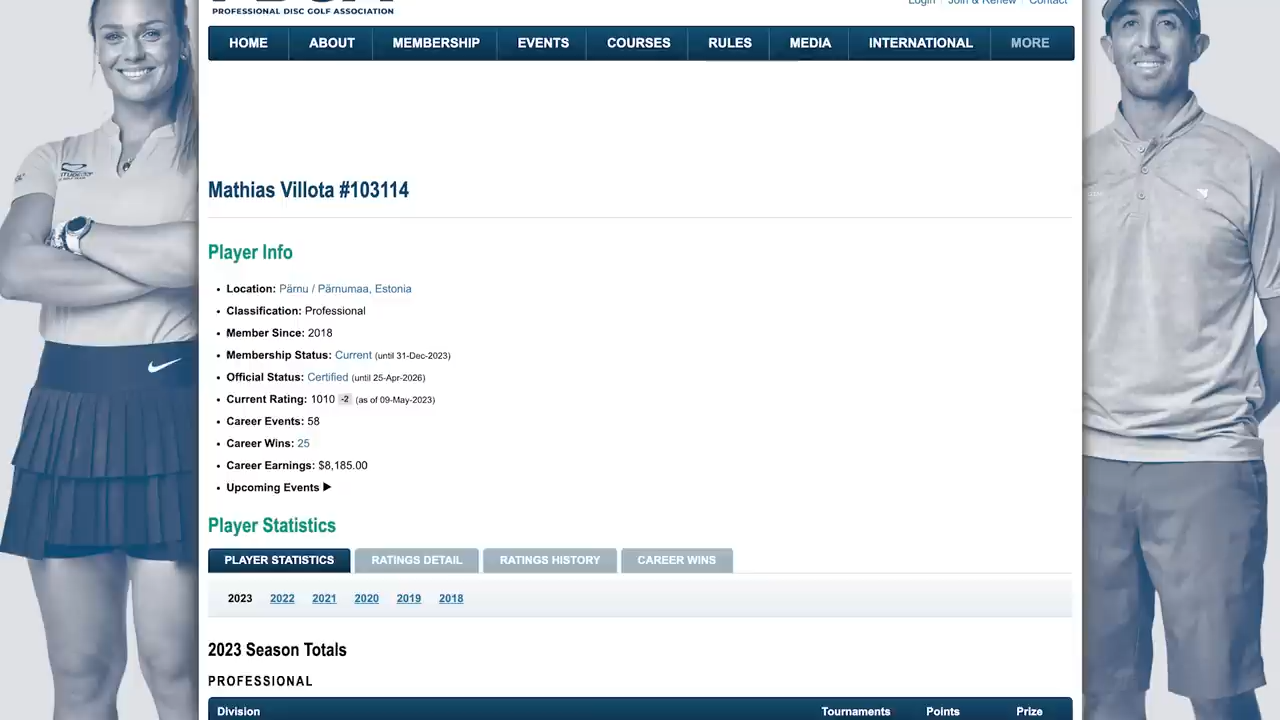 PROFESSIONAL DISC GOLF ASSOCIATION
Login Join & Renew Contact
HOME ABOUT MEMBERSHIP EVENTS COURSES RULES MEDIA INTERNATIONAL MORE
Mathias Villota #103114
Player Info
• Location: Pärnu / Pärnumaa, Estonia
• Classification: Professional
• Member Since: 2018
• Membership Status: Current (until 31-Dec-2023)
• Official Status: Certified (until 25-Apr-2026)
• Current Rating: 1010 -2 (as of 09-May-2023)
• Career Events: 58
• Career Wins: 25
• Career Earnings: $8,185.00
• Upcoming Events ▶
Player Statistics
PLAYER STATISTICS RATINGS DETAIL RATINGS HISTORY CAREER WINS
2023 2022 2021 2020 2019 2018
2023 Season Totals
PROFESSIONAL
Division Tournaments Points Prize